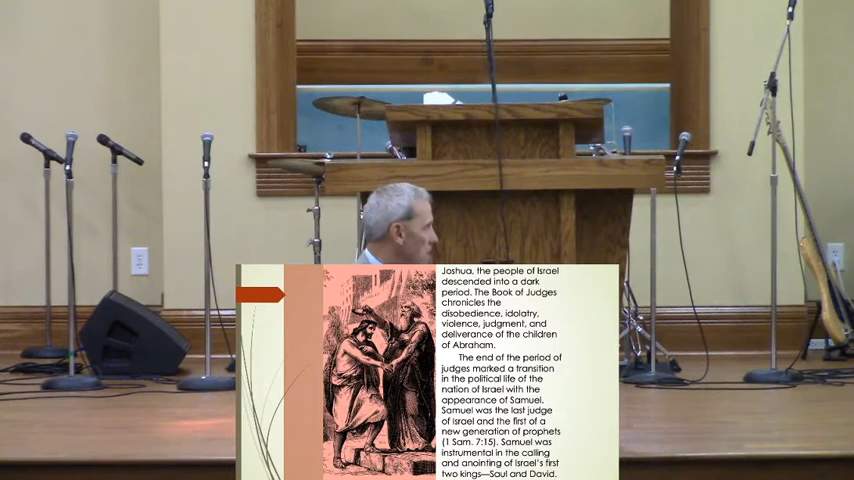 Joshua, the people of Israel
descended into a dark
period. The Book of Judges
chronicles the
disobedience, idolatry,
violence, judgment, and
deliverance of the children
of Abraham.
The end of the period of
judges marked a transition
in the political life of the
nation of Israel with the
appearance of Samuel.
Samuel was the last judge
of Israel and the first of a
new generation of prophets
(1 Sam. 7:15). Samuel was
instrumental in the calling
and anointing of Israel's first
two kings—Saul and David.